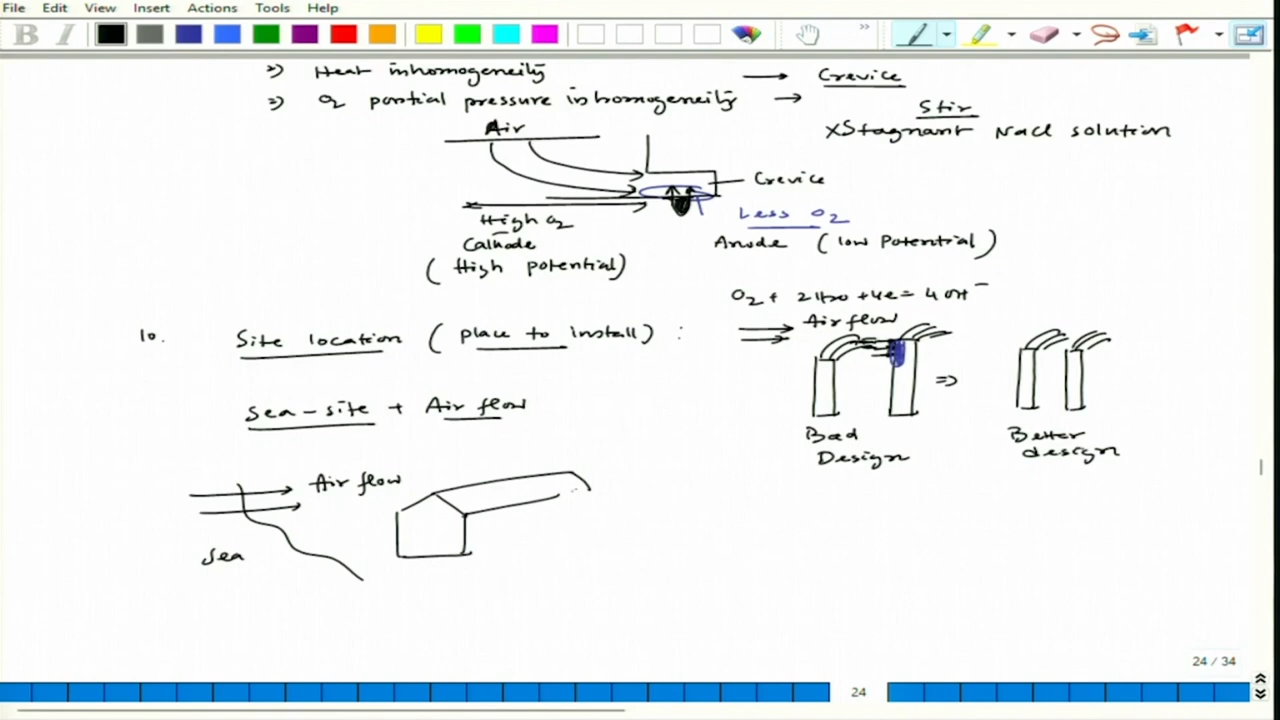 File Edit View Insert Actions Tools Help
B I
⇒) Heat inhomogeneity → Crevice
⇒) O2 partial pressure inhomogeneity →
Stir
XStagnant NaCl solution
Air
Crevice
High O2
Less O2
Cathode
Anode (low Potential)
(High potential)
O2 + 2H2O + 4e = 4OH⁻
Air flow
10. Site location (place to install) :
⇒
Sea-site + Air flow
Bad
Design
Better
design
Air flow
Sea
24 / 34
24